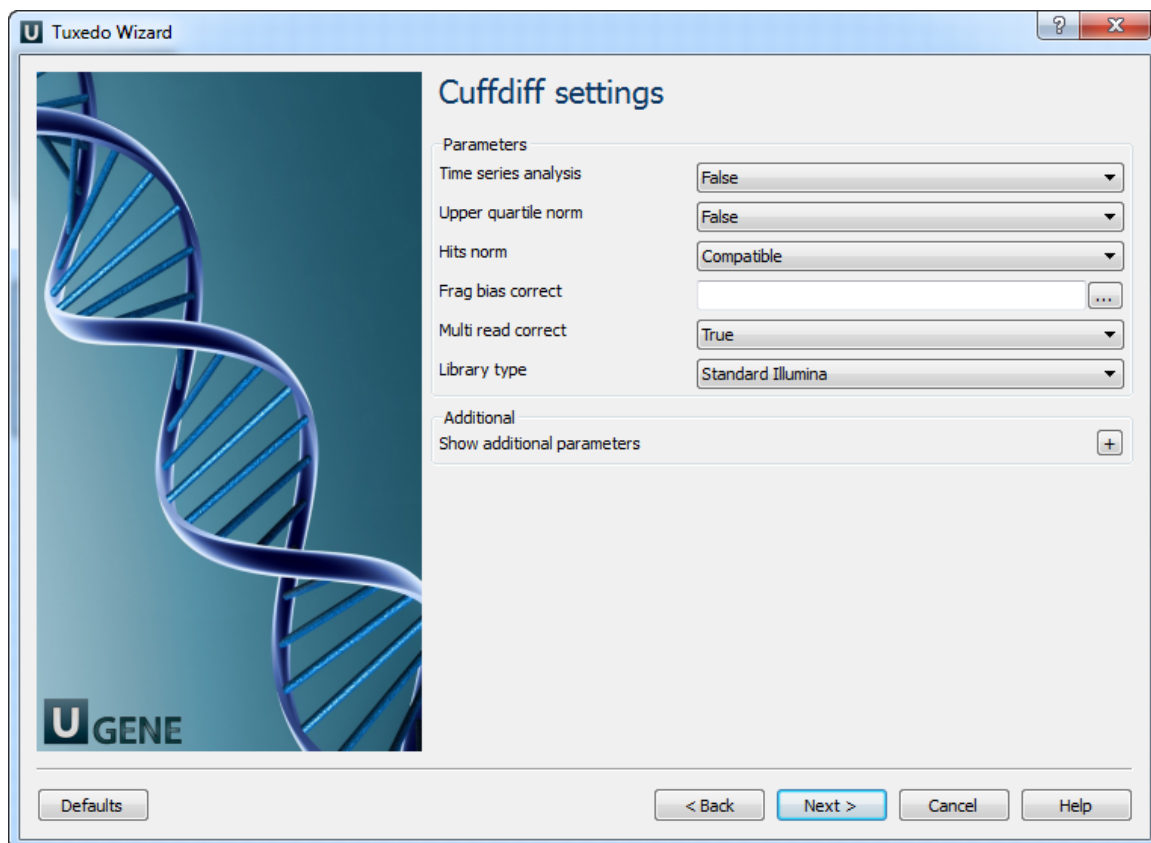 U Tuxedo Wizard
Cuffdiff settings
Parameters
Time series analysis False
Upper quartile norm False
Hits norm Compatible
Frag bias correct ...
Multi read correct True
Library type Standard Illumina
Additional
Show additional parameters +
U GENE
Defaults < Back Next > Cancel Help